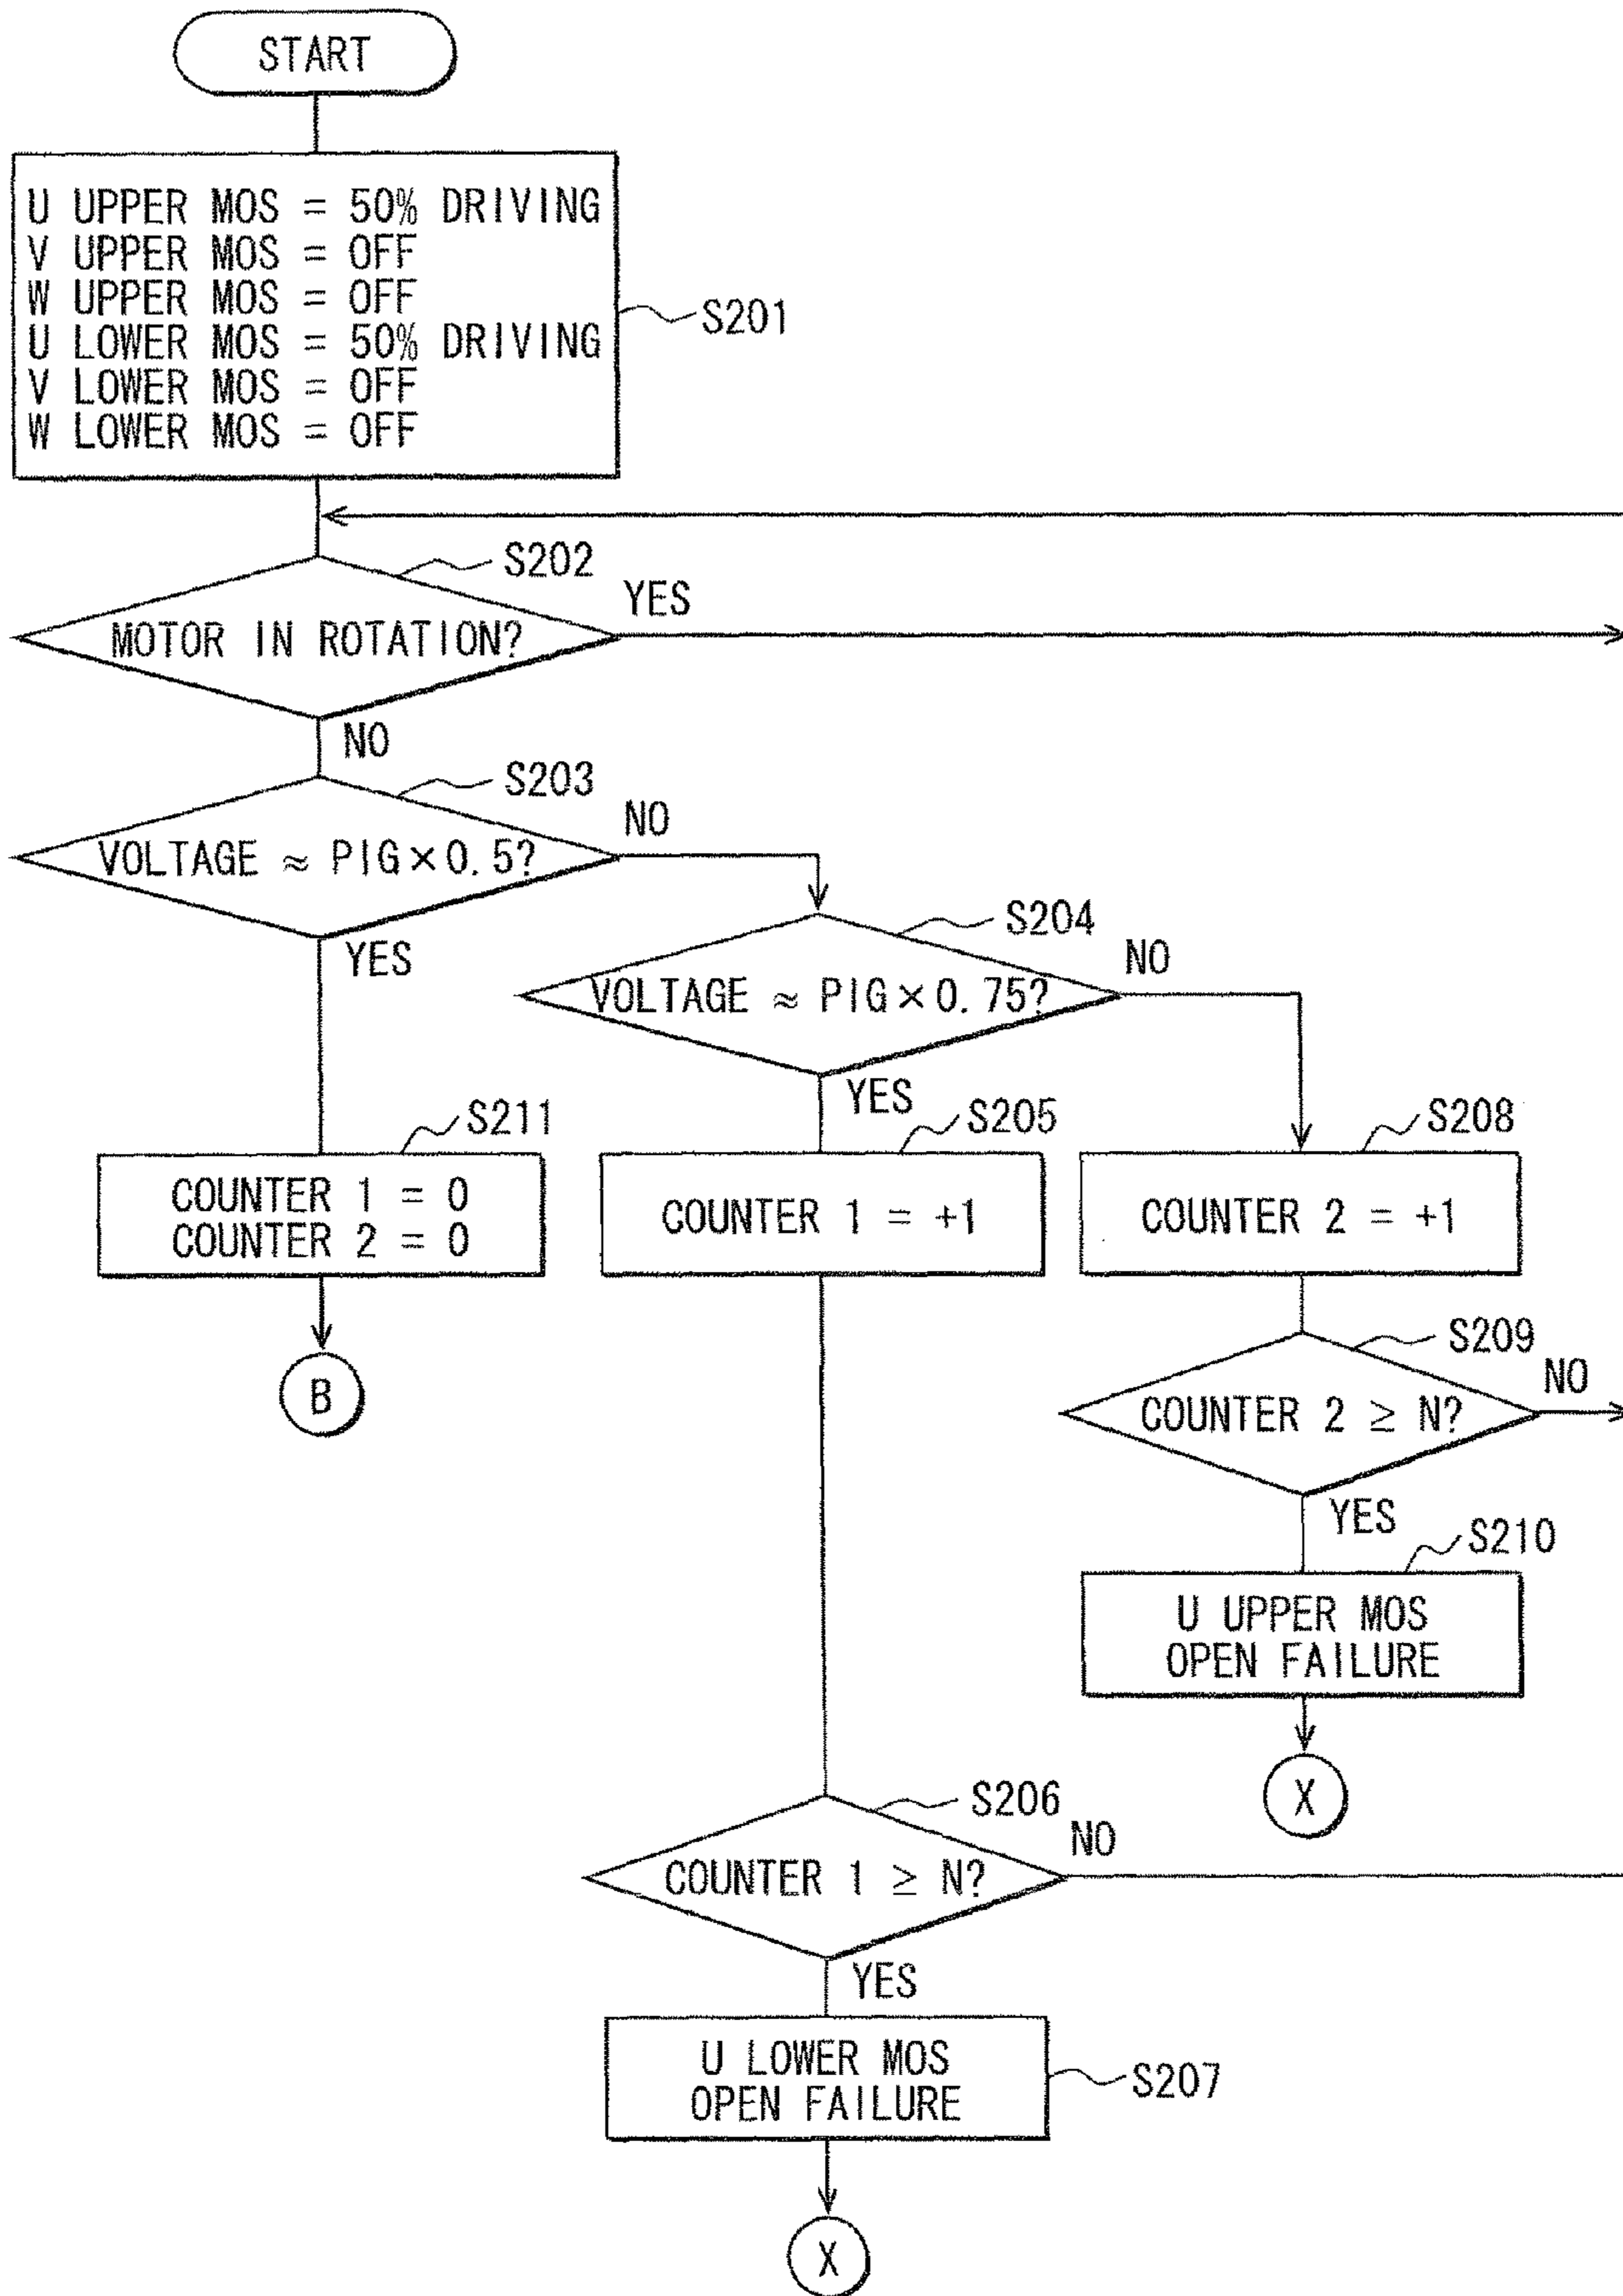 START
U UPPER MOS = 50% DRIVING
V UPPER MOS = OFF
W UPPER MOS = OFF
U LOWER MOS = 50% DRIVING
V LOWER MOS = OFF
W LOWER MOS = OFF
S201
S202
MOTOR IN ROTATION?
YES
NO
S203
VOLTAGE ≈ PIG×0.5?
NO
YES
S204
VOLTAGE ≈ PIG×0.75?
NO
YES
S211
COUNTER 1 = 0
COUNTER 2 = 0
B
S205
COUNTER 1 = +1
S208
COUNTER 2 = +1
S209
COUNTER 2 ≥ N?
NO
YES
S210
U UPPER MOS
OPEN FAILURE
X
S206
COUNTER 1 ≥ N?
NO
YES
U LOWER MOS
OPEN FAILURE
S207
X